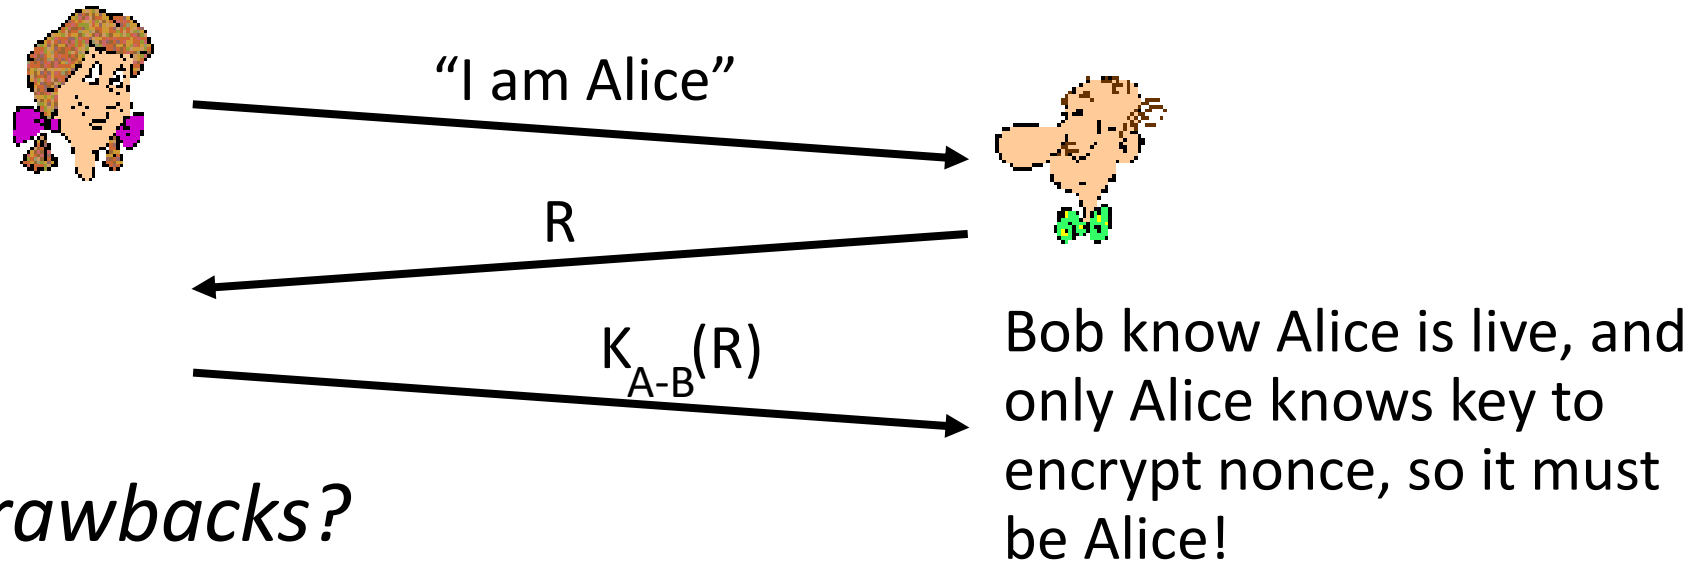 “I am Alice”
R
K A-B (R)
Bob know Alice is live, and
only Alice knows key to
encrypt nonce, so it must
be Alice!
rawbacks?